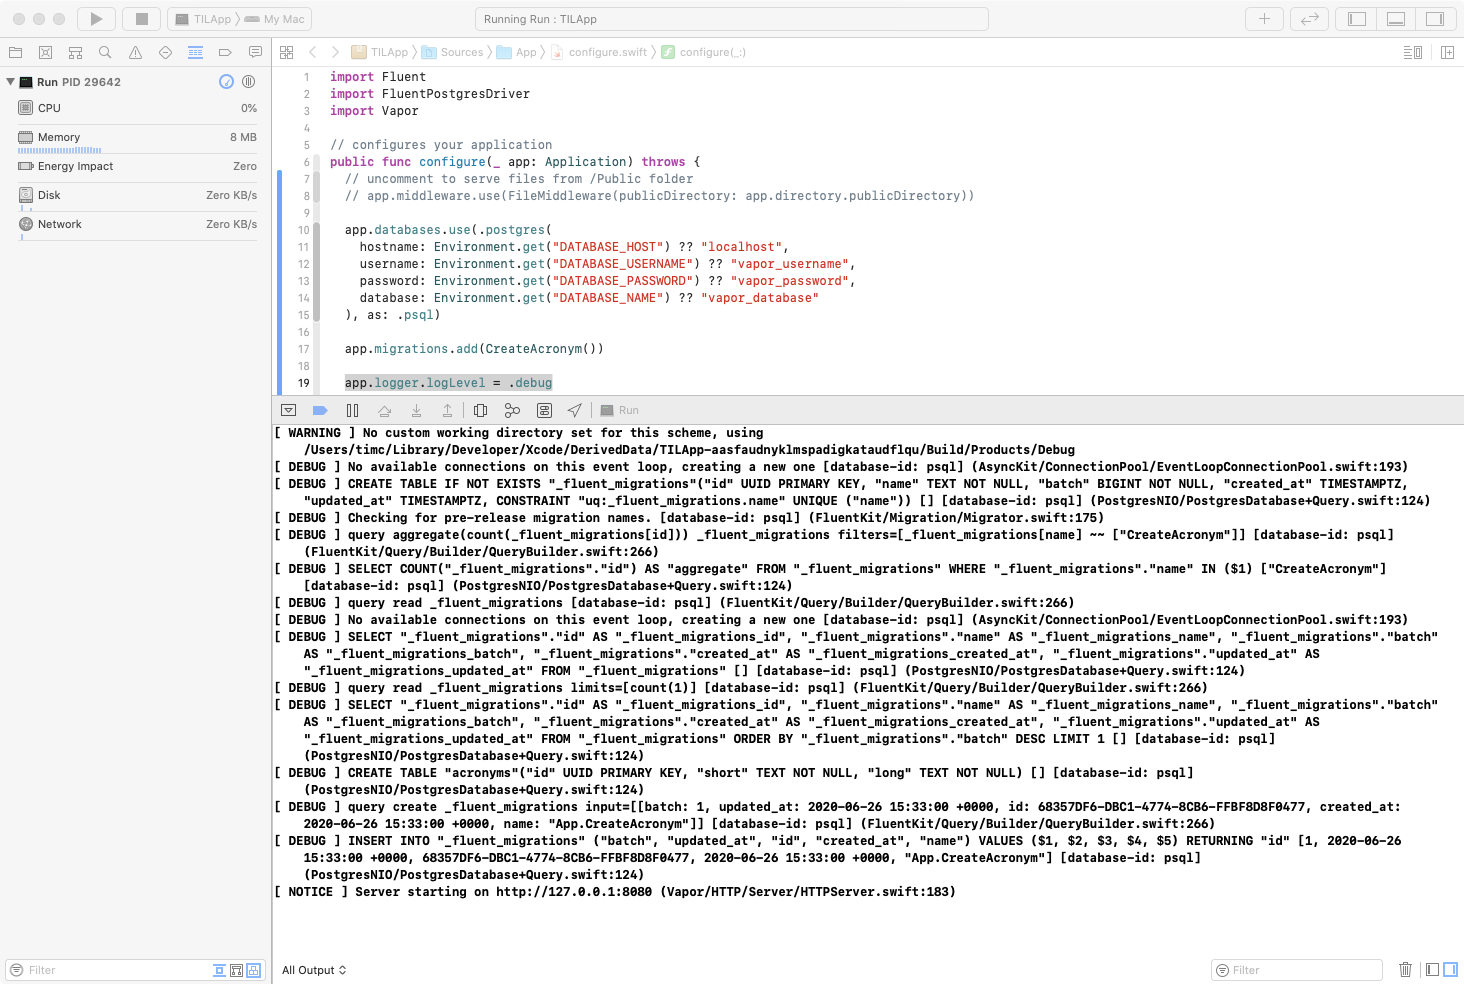 TILApp My Mac
Running Run : TILApp
TILApp Sources App configure.swift configure(_:)
Run PID 29642
CPU 0%
Memory 8 MB
Energy Impact Zero
Disk Zero KB/s
Network Zero KB/s
1 import Fluent
2 import FluentPostgresDriver
3 import Vapor
4
5 // configures your application
6 public func configure(_ app: Application) throws {
7 // uncomment to serve files from /Public folder
8 // app.middleware.use(FileMiddleware(publicDirectory: app.directory.publicDirectory))
9
10 app.databases.use(.postgres(
11 hostname: Environment.get("DATABASE_HOST") ?? "localhost",
12 username: Environment.get("DATABASE_USERNAME") ?? "vapor_username",
13 password: Environment.get("DATABASE_PASSWORD") ?? "vapor_password",
14 database: Environment.get("DATABASE_NAME") ?? "vapor_database"
15 ), as: .psql)
16
17 app.migrations.add(CreateAcronym())
18
19 app.logger.logLevel = .debug
Run
[ WARNING ] No custom working directory set for this scheme, using
/Users/timc/Library/Developer/Xcode/DerivedData/TILApp-aasfaudnyklmspadigkataudflqu/Build/Products/Debug
[ DEBUG ] No available connections on this event loop, creating a new one [database-id: psql] (AsyncKit/ConnectionPool/EventLoopConnectionPool.swift:193)
[ DEBUG ] CREATE TABLE IF NOT EXISTS "_fluent_migrations"("id" UUID PRIMARY KEY, "name" TEXT NOT NULL, "batch" BIGINT NOT NULL, "created_at" TIMESTAMPTZ,
"updated_at" TIMESTAMPTZ, CONSTRAINT "uq:_fluent_migrations.name" UNIQUE ("name")) [] [database-id: psql] (PostgresNIO/PostgresDatabase+Query.swift:124)
[ DEBUG ] Checking for pre-release migration names. [database-id: psql] (FluentKit/Migration/Migrator.swift:175)
[ DEBUG ] query aggregate(count(_fluent_migrations[id])) _fluent_migrations filters=[_fluent_migrations[name] ~~ ["CreateAcronym"]] [database-id: psql]
(FluentKit/Query/Builder/QueryBuilder.swift:266)
[ DEBUG ] SELECT COUNT("_fluent_migrations"."id") AS "aggregate" FROM "_fluent_migrations" WHERE "_fluent_migrations"."name" IN ($1) ["CreateAcronym"]
[database-id: psql] (PostgresNIO/PostgresDatabase+Query.swift:124)
[ DEBUG ] query read _fluent_migrations [database-id: psql] (FluentKit/Query/Builder/QueryBuilder.swift:266)
[ DEBUG ] No available connections on this event loop, creating a new one [database-id: psql] (AsyncKit/ConnectionPool/EventLoopConnectionPool.swift:193)
[ DEBUG ] SELECT "_fluent_migrations"."id" AS "_fluent_migrations_id", "_fluent_migrations"."name" AS "_fluent_migrations_name", "_fluent_migrations"."batch"
AS "_fluent_migrations_batch", "_fluent_migrations"."created_at" AS "_fluent_migrations_created_at", "_fluent_migrations"."updated_at" AS
"_fluent_migrations_updated_at" FROM "_fluent_migrations" [] [database-id: psql] (PostgresNIO/PostgresDatabase+Query.swift:124)
[ DEBUG ] query read _fluent_migrations limits=[count(1)] [database-id: psql] (FluentKit/Query/Builder/QueryBuilder.swift:266)
[ DEBUG ] SELECT "_fluent_migrations"."id" AS "_fluent_migrations_id", "_fluent_migrations"."name" AS "_fluent_migrations_name", "_fluent_migrations"."batch"
AS "_fluent_migrations_batch", "_fluent_migrations"."created_at" AS "_fluent_migrations_created_at", "_fluent_migrations"."updated_at" AS
"_fluent_migrations_updated_at" FROM "_fluent_migrations" ORDER BY "_fluent_migrations"."batch" DESC LIMIT 1 [] [database-id: psql]
(PostgresNIO/PostgresDatabase+Query.swift:124)
[ DEBUG ] CREATE TABLE "acronyms"("id" UUID PRIMARY KEY, "short" TEXT NOT NULL, "long" TEXT NOT NULL) [] [database-id: psql]
(PostgresNIO/PostgresDatabase+Query.swift:124)
[ DEBUG ] query create _fluent_migrations input=[[batch: 1, updated_at: 2020-06-26 15:33:00 +0000, id: 68357DF6-DBC1-4774-8CB6-FFBF8D8F0477, created_at:
2020-06-26 15:33:00 +0000, name: "App.CreateAcronym"]] [database-id: psql] (FluentKit/Query/Builder/QueryBuilder.swift:266)
[ DEBUG ] INSERT INTO "_fluent_migrations" ("batch", "updated_at", "id", "created_at", "name") VALUES ($1, $2, $3, $4, $5) RETURNING "id" [1, 2020-06-26
15:33:00 +0000, 68357DF6-DBC1-4774-8CB6-FFBF8D8F0477, 2020-06-26 15:33:00 +0000, "App.CreateAcronym"] [database-id: psql]
(PostgresNIO/PostgresDatabase+Query.swift:124)
[ NOTICE ] Server starting on http://127.0.0.1:8080 (Vapor/HTTP/Server/HTTPServer.swift:183)
Filter
All Output
Filter